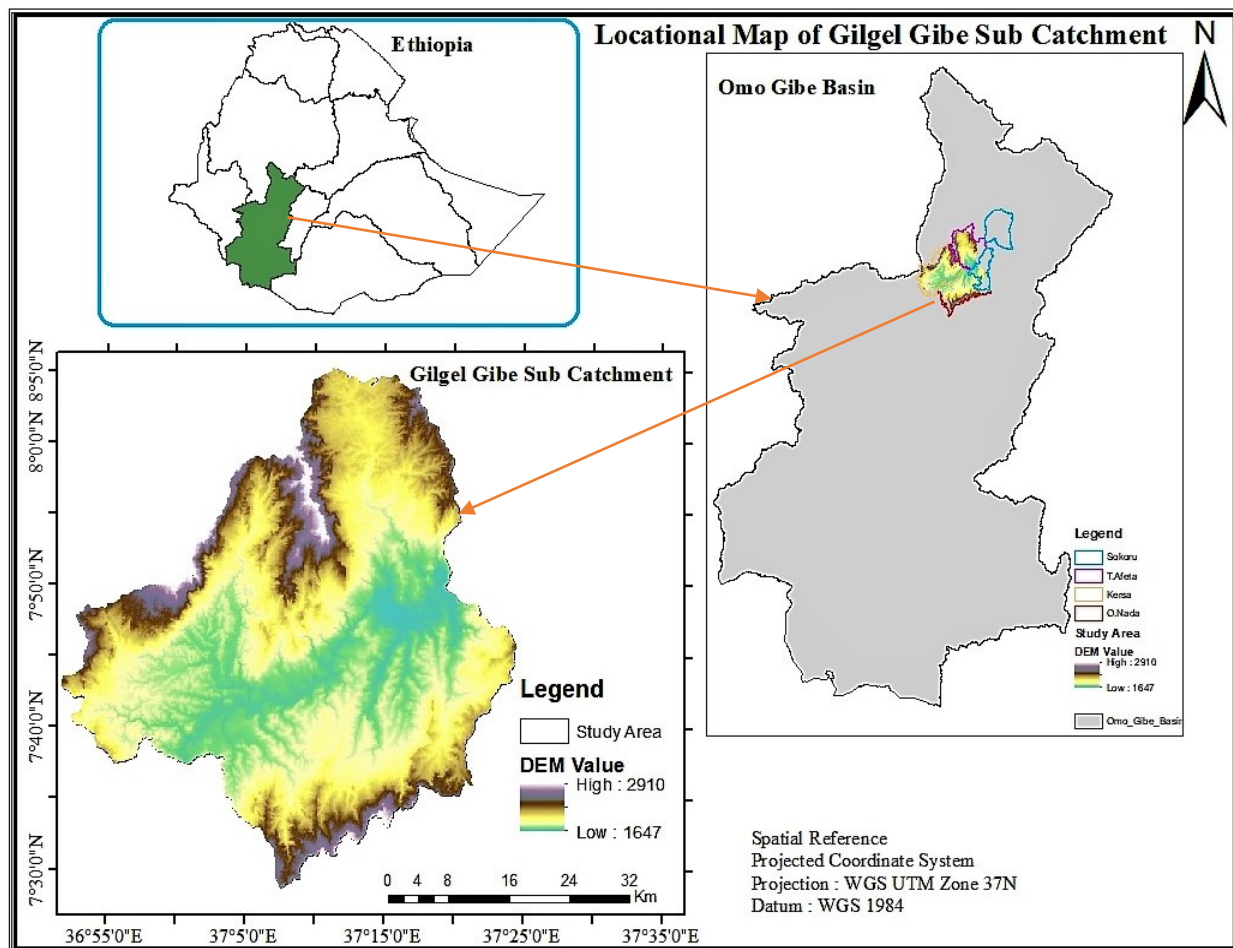 Locational Map of Gilgel Gibe Sub Catchment
N
Ethiopia
Omo Gibe Basin
Legend
Sokoru
T.Afeta
Kersa
O.Nada
Study Area
DEM Value
High : 2910
Low : 1647
Omo_Gibe_Basin
Gilgel Gibe Sub Catchment
8°5'0"N
8°0'0"N
7°50'0"N
7°40'0"N
7°30'0"N
36°55'0"E
37°5'0"E
37°15'0"E
37°25'0"E
37°35'0"E
Legend
Study Area
DEM Value
High : 2910
Low : 1647
0 4 8 16 24 32
Km
Spatial Reference
Projected Coordinate System
Projection : WGS UTM Zone 37N
Datum : WGS 1984